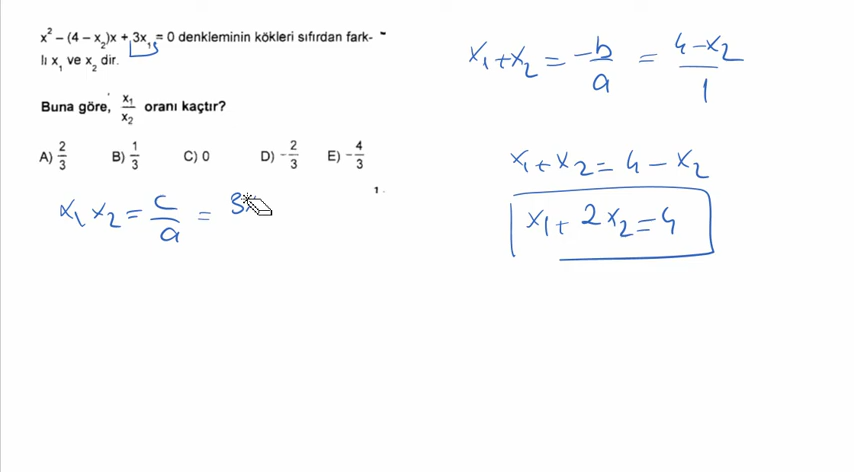 x² – (4 – x₂)x + 3x₁ = 0 denkleminin kökleri sıfırdan fark-
lı x₁ ve x₂ dir.
Buna göre, x₁/x₂ oranı kaçtır?
A) 2/3 B) 1/3 C) 0 D) -2/3 E) -4/3
1.
x₁ x₂ = c/a = 3x
x₁ + x₂ = -b/a = 4-x₂/1
x₁ + x₂ = 4 - x₂
x₁ + 2x₂ = 4